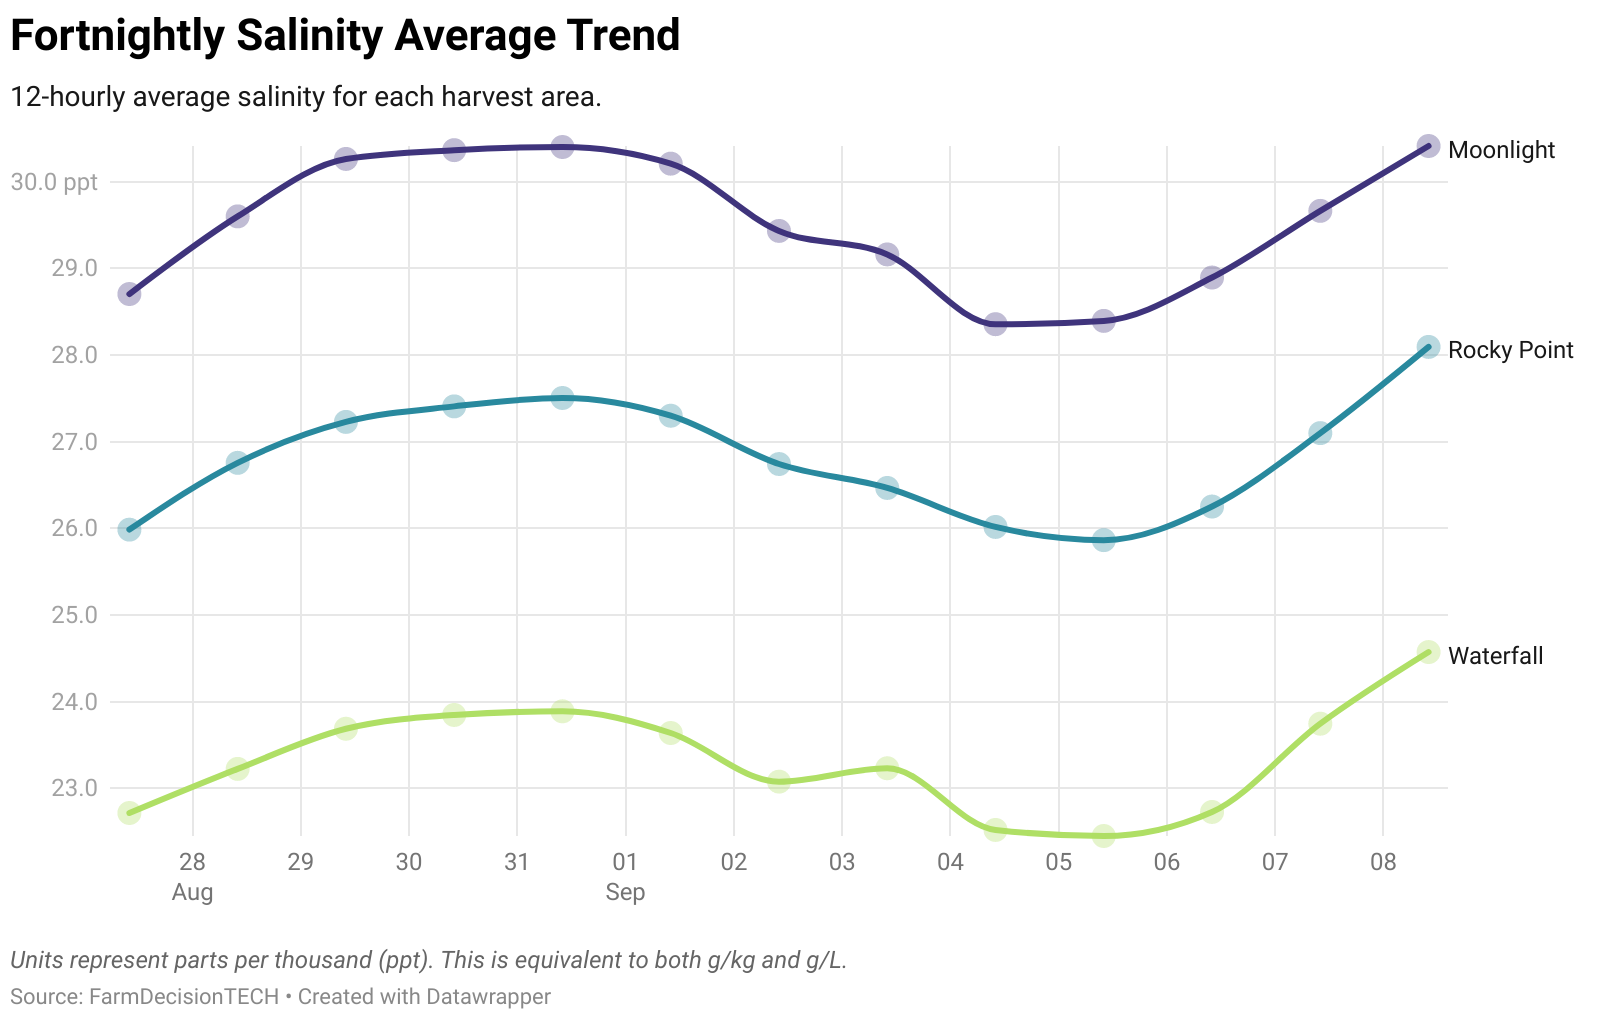 Fortnightly Salinity Average Trend
12-hourly average salinity for each harvest area.
Moonlight
30.0 ppt
29.0
28.0
Rocky Point
27.0
26.0
25.0
Waterfall
24.0
23.0
28 29 30 31 01 02 03 04 05 06 07 08
Aug Sep
Units represent parts per thousand (ppt). This is equivalent to both g/kg and g/L.
Source: FarmDecisionTECH • Created with Datawrapper